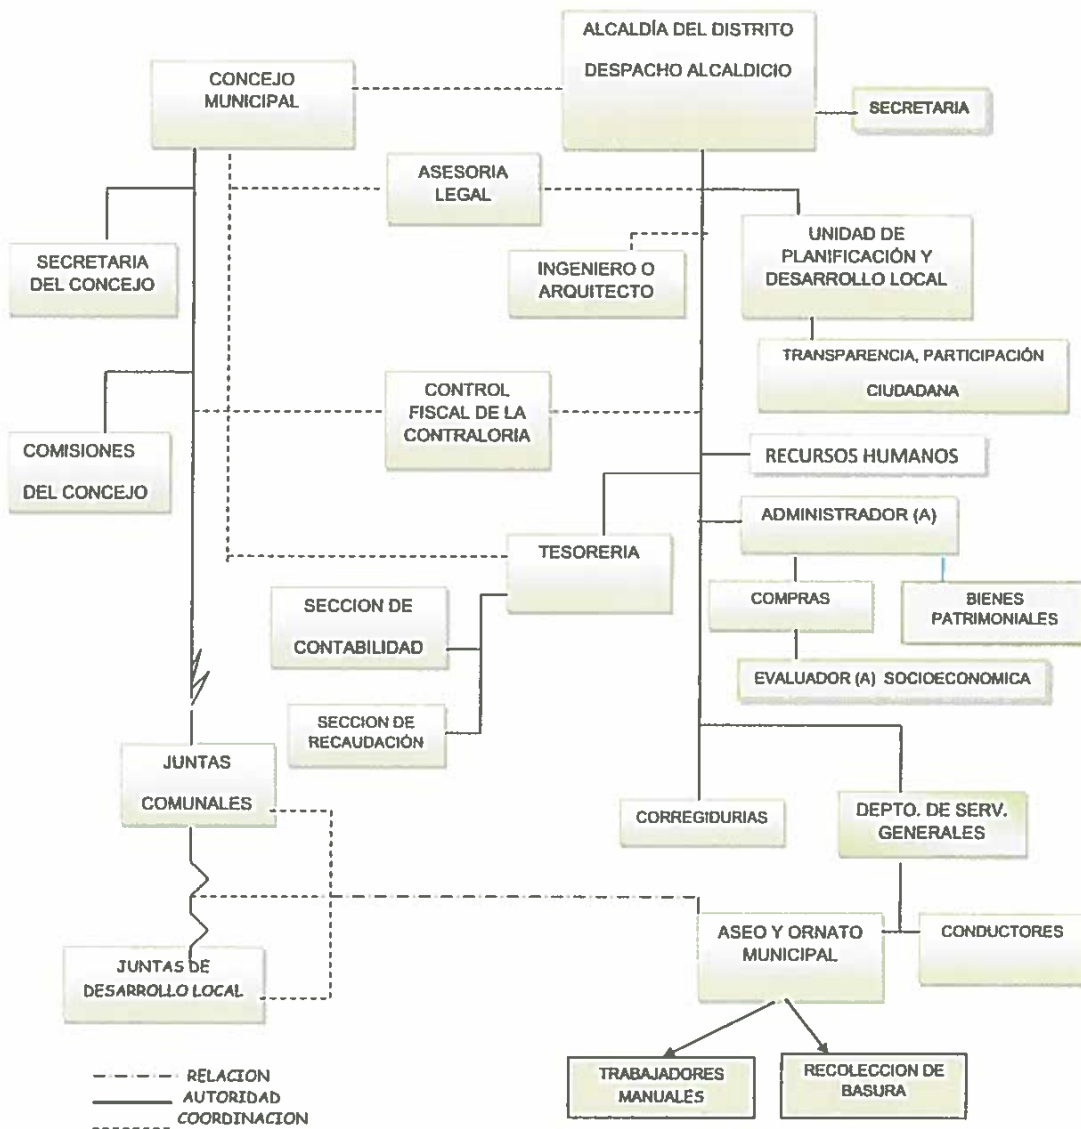 ALCALDÍA DEL DISTRITO
DESPACHO ALCALDICIO
CONCEJO
MUNICIPAL
SECRETARIA
ASESORIA
LEGAL
SECRETARIA
DEL CONCEJO
INGENIERO O
ARQUITECTO
UNIDAD DE
PLANIFICACIÓN Y
DESARROLLO LOCAL
TRANSPARENCIA, PARTICIPACIÓN
CIUDADANA
CONTROL
FISCAL DE LA
CONTRALORIA
COMISIONES
DEL CONCEJO
RECURSOS HUMANOS
ADMINISTRADOR (A)
TESORERIA
COMPRAS
BIENES
PATRIMONIALES
SECCION DE
CONTABILIDAD
EVALUADOR (A) SOCIOECONOMICA
SECCION DE
RECAUDACIÓN
JUNTAS
COMUNALES
CORREGIDURIAS
DEPTO. DE SERV.
GENERALES
ASEO Y ORNATO
MUNICIPAL
CONDUCTORES
JUNTAS DE
DESARROLLO LOCAL
TRABAJADORES
MANUALES
RECOLECCION DE
BASURA
RELACION
AUTORIDAD
COORDINACION